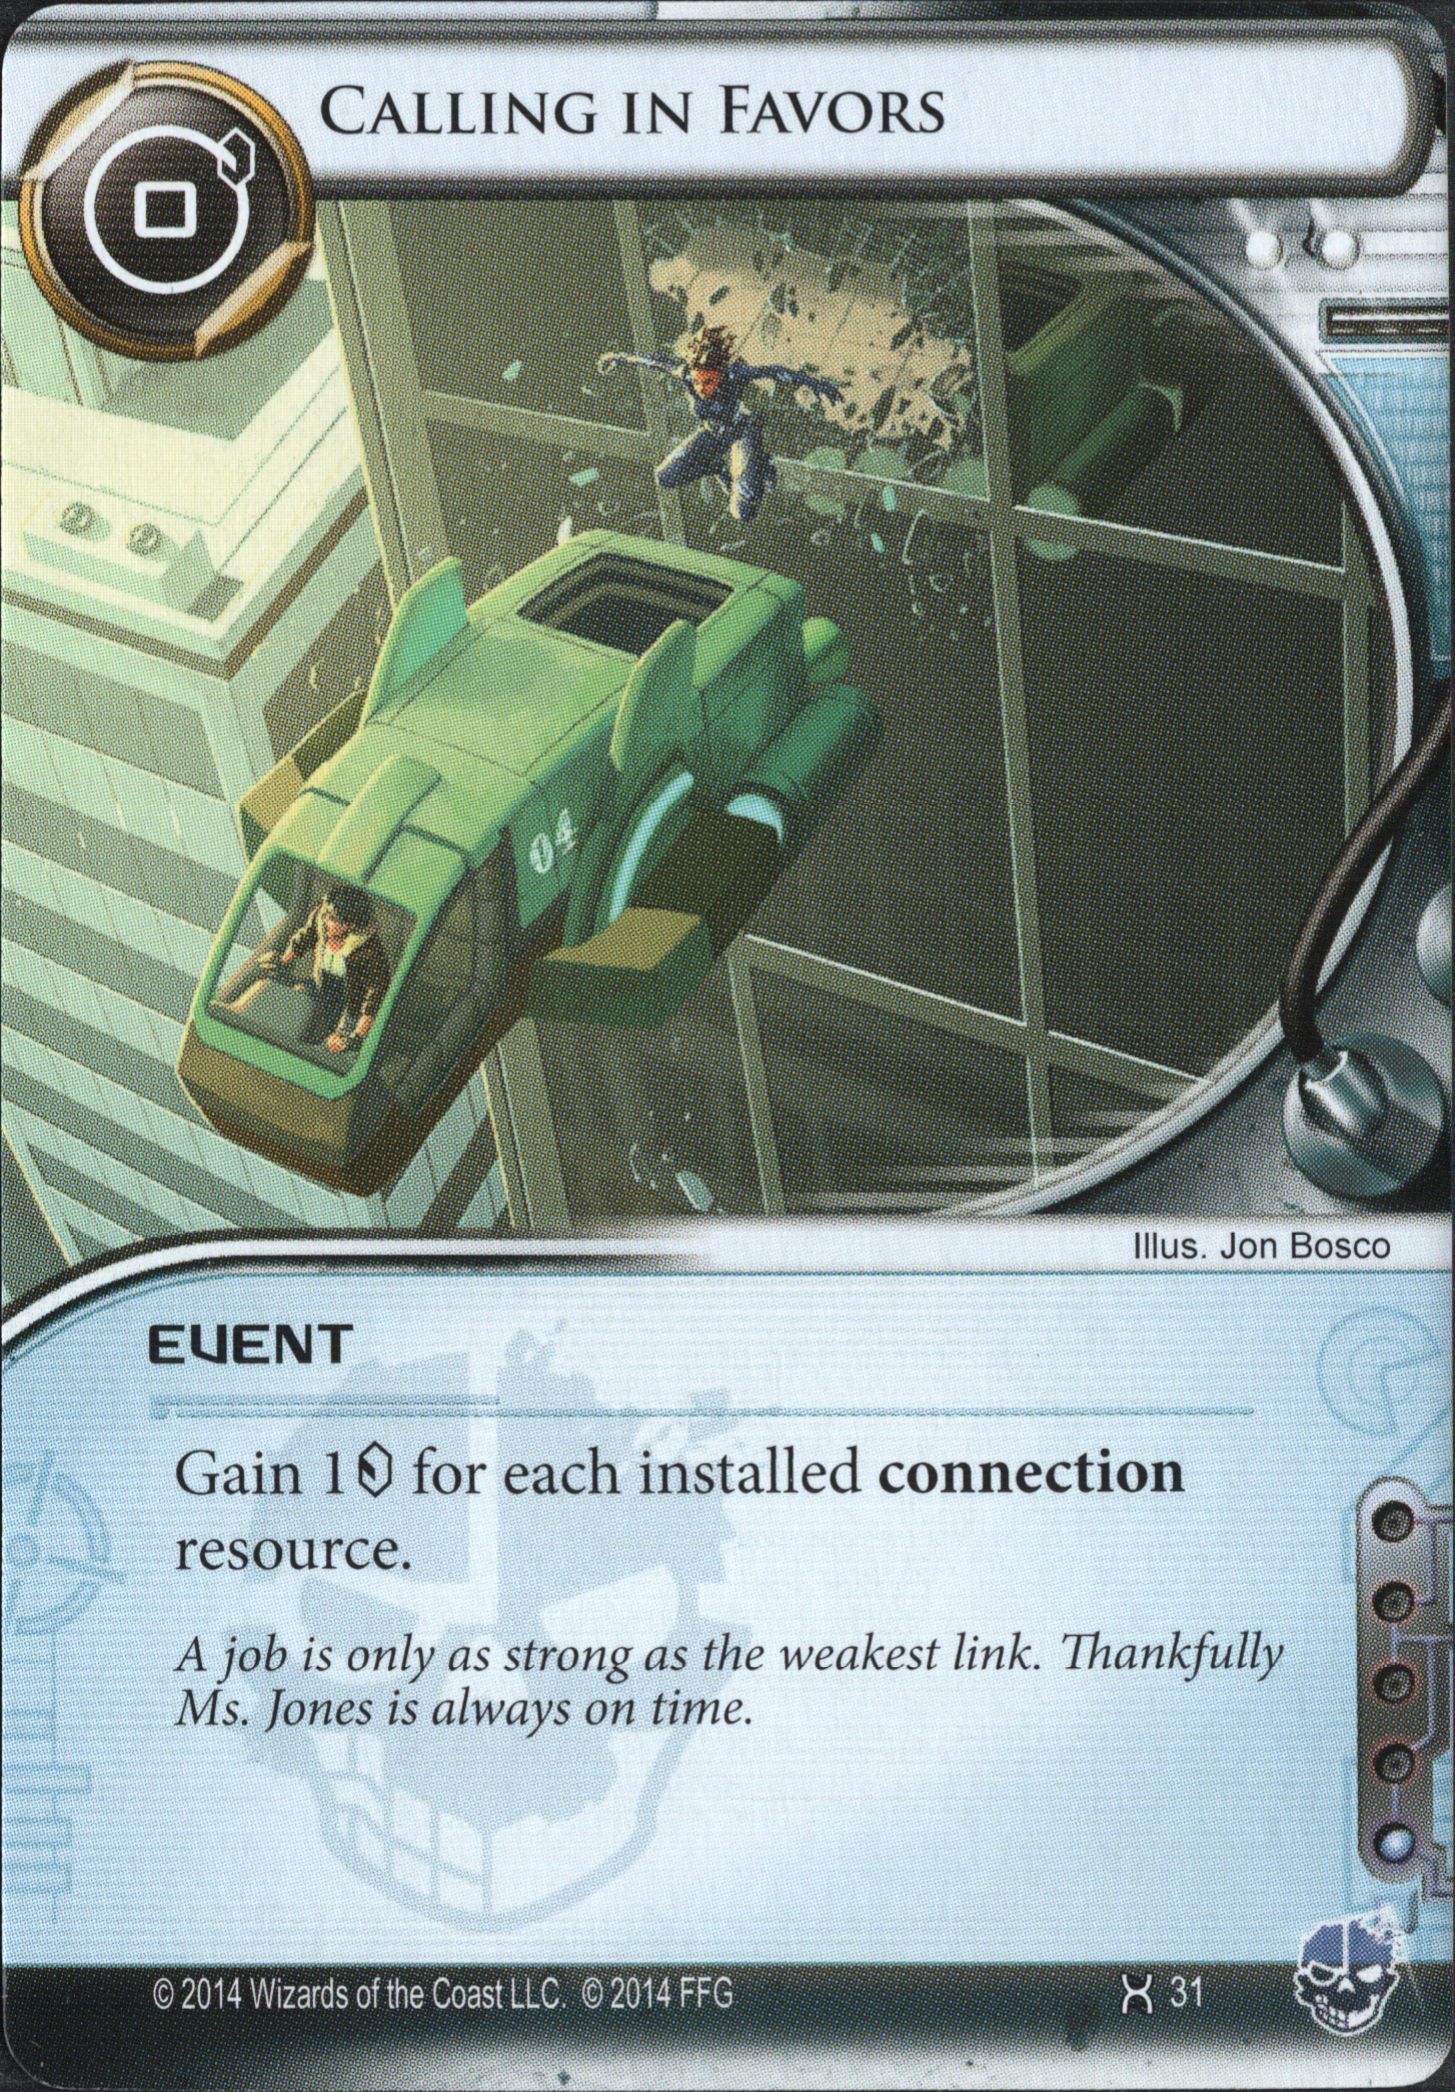 0
CALLING IN FAVORS
04
Illus. Jon Bosco
EVENT
Gain 1 for each installed connection
resource.
A job is only as strong as the weakest link. Thankfully
Ms. Jones is always on time.
© 2014 Wizards of the Coast LLC. © 2014 FFG
31